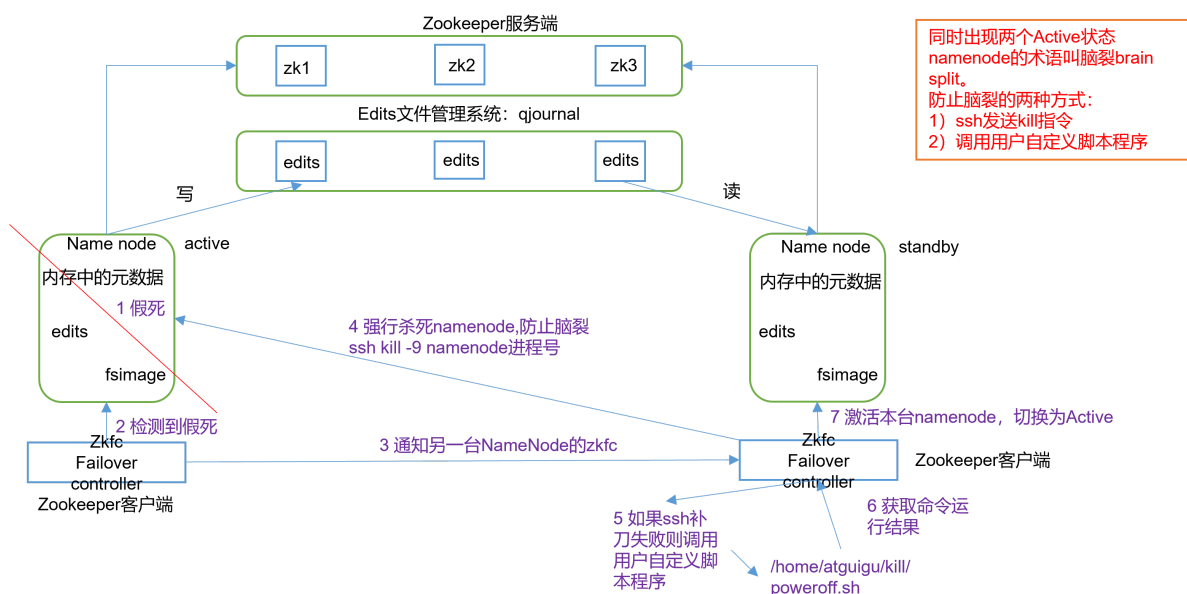 Zookeeper服务端
zk1
zk2
zk3
同时出现两个Active状态
namenode的术语叫脑裂brain
split。
防止脑裂的两种方式：
1）ssh发送kill指令
2）调用用户自定义脚本程序
Edits文件管理系统：qjournal
edits
edits
edits
写
读
Name node
active
内存中的元数据
1 假死
edits
fsimage
Name node
standby
内存中的元数据
edits
fsimage
4 强行杀死namenode,防止脑裂
ssh kill -9 namenode进程号
2 检测到假死
7 激活本台namenode，切换为Active
Zkfc
Failover
controller
Zookeeper客户端
3 通知另一台NameNode的zkfc
Zkfc
Failover
controller
Zookeeper客户端
5 如果ssh补
刀失败则调用
用户自定义脚
本程序
6 获取命令运
行结果
/home/atguigu/kill/
poweroff.sh